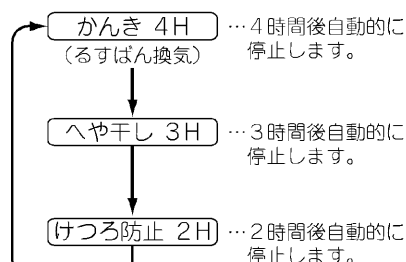 かんき 4H …4時間後自動的に
(るすばん換気) 停止します。
へや干し 3H …3時間後自動的に
停止します。
けつろ防止 2H …2時間後自動的に
停止します。